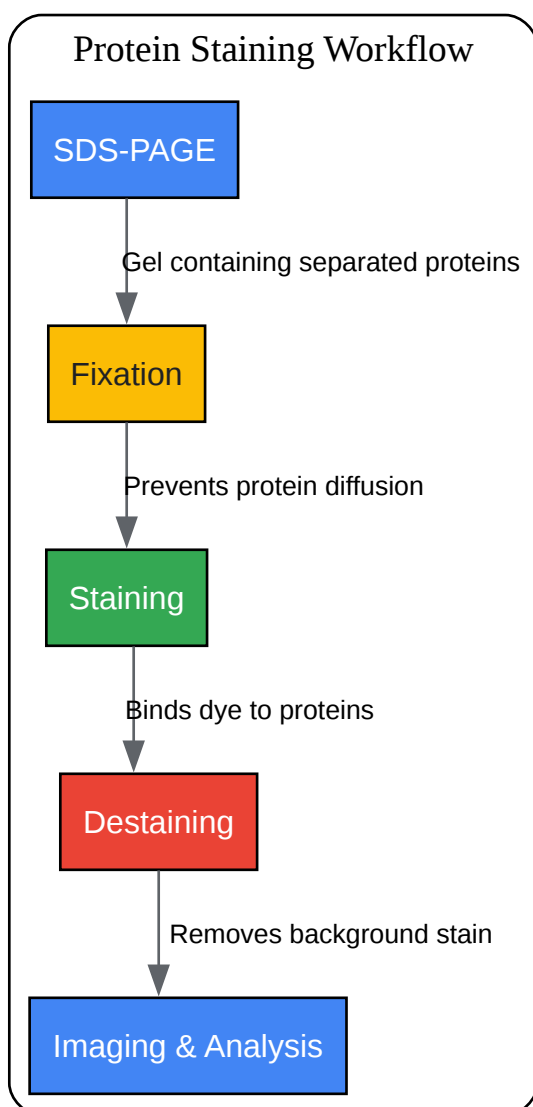 Protein Staining Workflow
SDS-PAGE
Gel containing separated proteins
Fixation
Prevents protein diffusion
Staining
Binds dye to proteins
Destaining
Removes background stain
Imaging & Analysis